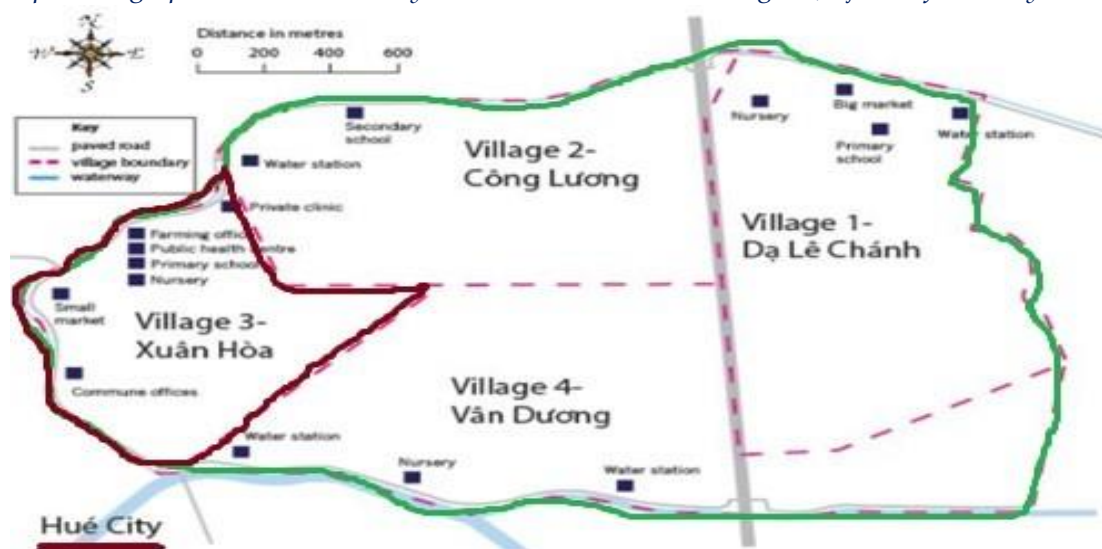 N
W E
S
Distance in metres
0 200 400 600
Key
paved road
village boundary
waterway
Secondary
school
Water station
Private clinic
Farming office
Public health centre
Primary school
Nursery
Small
market
Commune offices
Village 2-
Công Lương
Nursery
Big market
Primary
school
Water station
Village 1-
Dạ Lê Chánh
Village 3-
Xuân Hòa
Village 4-
Vân Dương
Water station
Nursery
Water station
Hué City